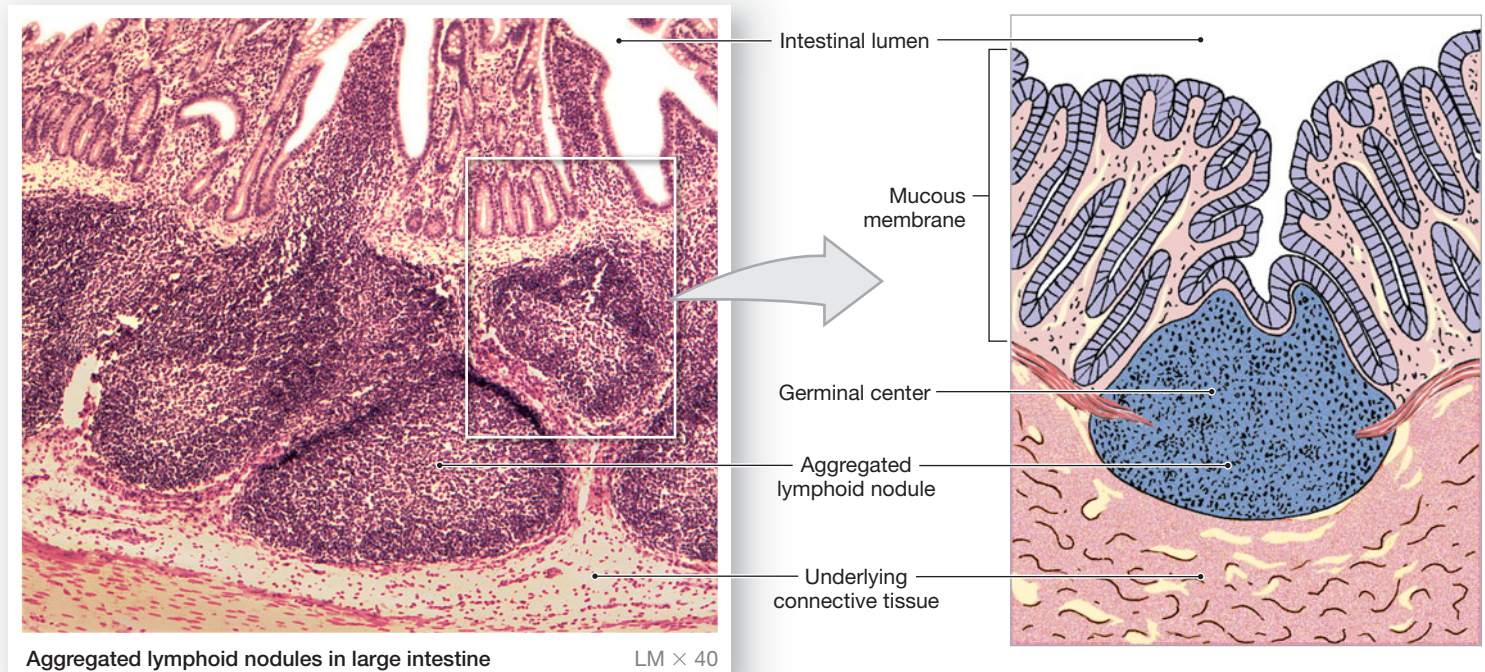 Intestinal lumen
Mucous
membrane
Germinal center
Aggregated
lymphoid nodule
Underlying
connective tissue
Aggregated lymphoid nodules in large intestine
LM × 40